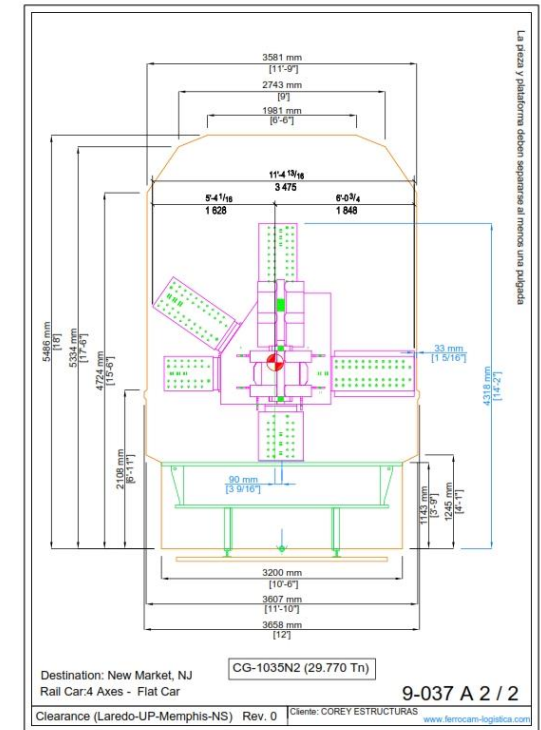 3581 mm
[11'-9"]
2743 mm
[9']
1981 mm
[6'-6"]
La pieza y plataforma deben separarse al menos una pulgada
11'-4 13/16
3 475
5'-4 1/16
1 628
6'-0 3/4
1 848
5486 mm
[18']
5334 mm
[17'-6"]
4724 mm
[15'-6"]
2108 mm
[6'-11"]
33 mm
[1 5/16"]
4318 mm
[14'-2"]
90 mm
[3 9/16"]
1143 mm
[3'-9"]
1245 mm
[4'-1"]
3200 mm
[10'-6"]
3607 mm
[11'-10"]
3658 mm
[12']
CG-1035N2 (29.770 Tn)
Destination: New Market, NJ
Rail Car:4 Axes - Flat Car
9-037 A 2 / 2
Clearance (Laredo-UP-Memphis-NS) Rev. 0
Cliente: COREY ESTRUCTURAS
www.ferrocam-logistica.com